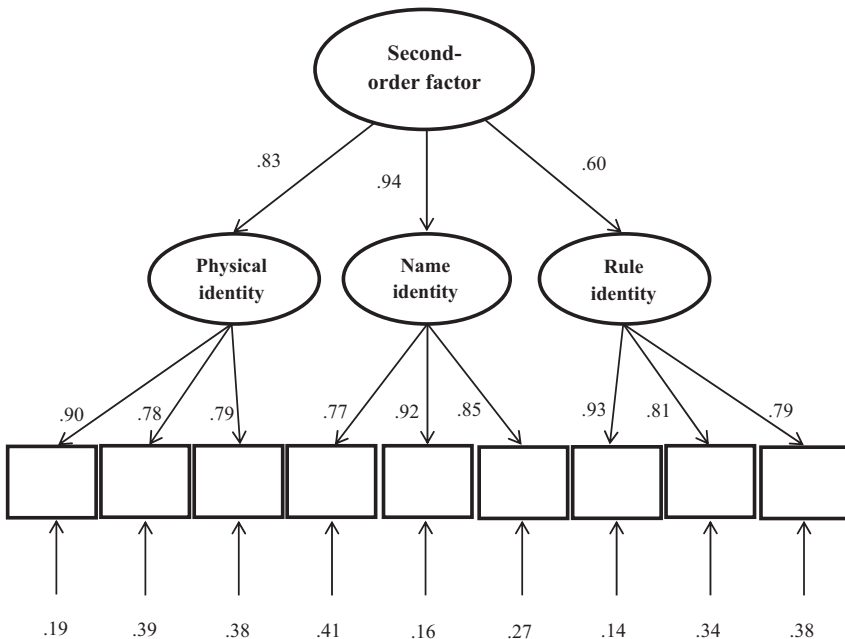 Second-
order factor
.83
.94
.60
Physical
identity
Name
identity
Rule
identity
.90
.78
.79
.77
.92
.85
.93
.81
.79
.19
.39
.38
.41
.16
.27
.14
.34
.38